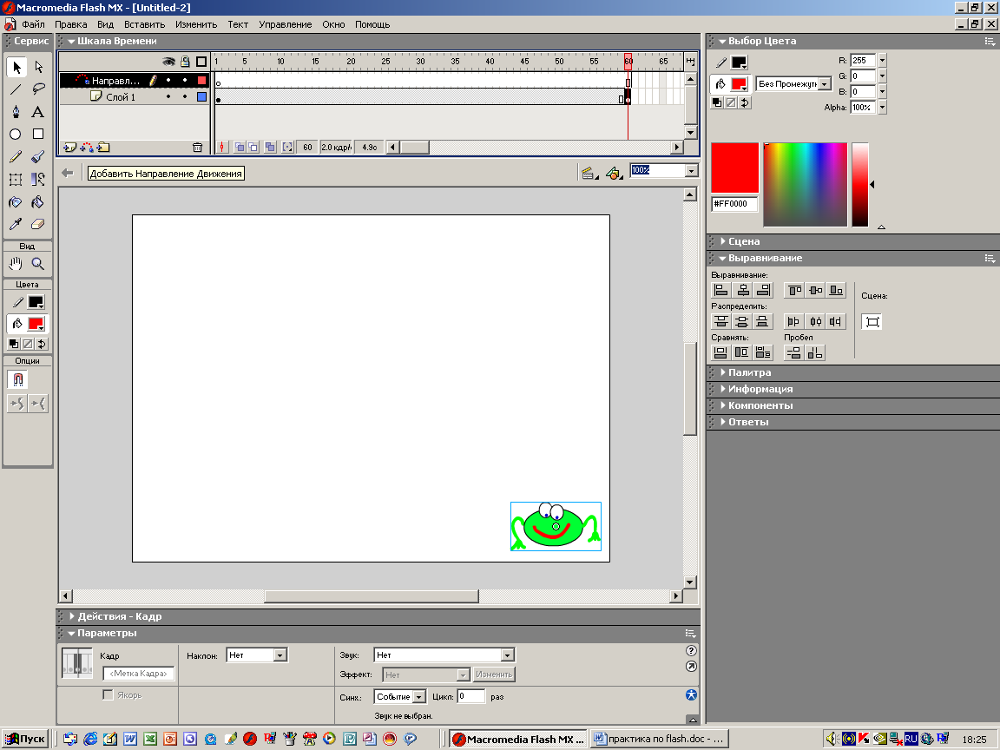 Macromedia Flash MX - [Untitled-2]
Файл Правка Вид Вставить Изменить Текст Управление Окно Помощь
Сервис
Вид
Цвета
Опции
Шкала Времени
1 5 10 15 20 25 30 35 40 45 50 55 60 65
Направл...
Слой 1
60 2.0 кдр/ 4.9с
Добавить Направление Движения
100%
Действия - Кадр
Параметры
Кадр
<Метка Кадра>
Якорь
Наклон: Нет
Звук: Нет
Эффект: Нет Изменить
Синх.: Событие Цикл: 0 раз
Звук не выбран.
Выбор Цвета
Без Промежутк
R: 255
G: 0
B: 0
Alpha: 100%
#FF0000
Сцена
Выравнивание
Выравнивание:
Распределить:
Сравнять: Пробел
Сцена:
Палитра
Информация
Компоненты
Ответы
Пуск
Macromedia Flash MX ...
практика по flash.doc - ...
RU
18:25